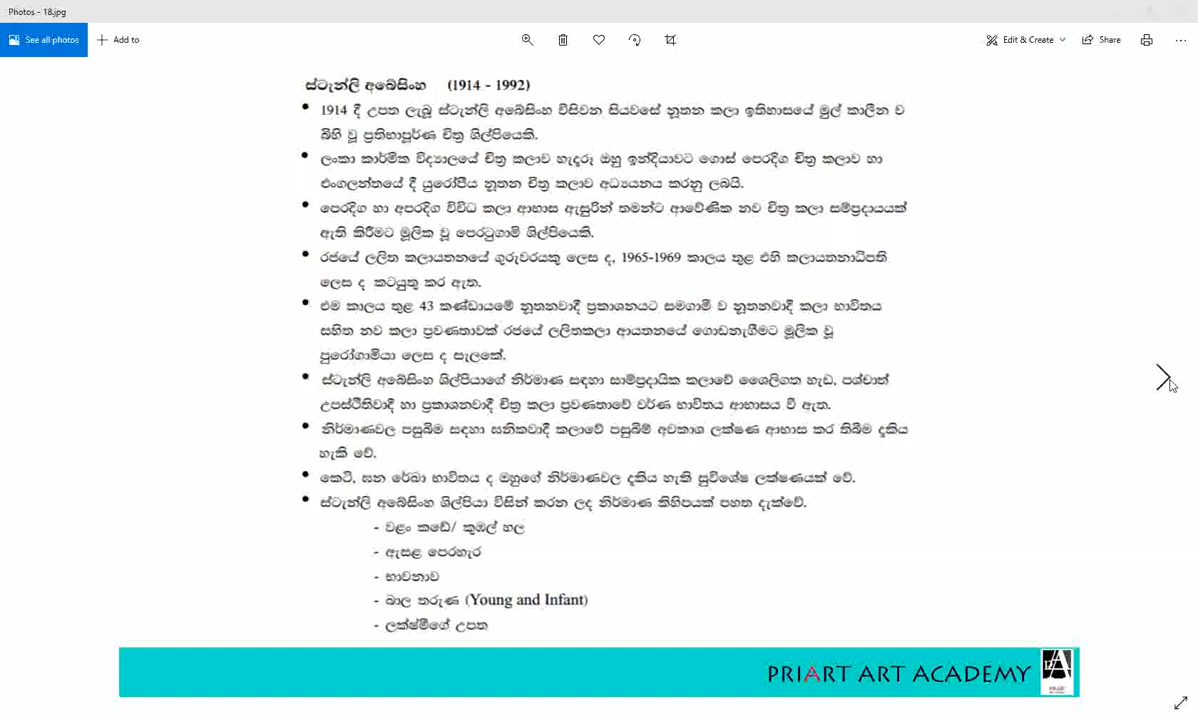 Photos - 18.jpg
See all photos
Add to
Edit & Create
Share
ස්ටැන්ලි අබේසිංහ (1914 - 1992)
• 1914 දී උපත ලැබූ ස්ටැන්ලි අබේසිංහ විසිවන සියවසේ නූතන කලා ඉතිහාසයේ මුල් කාලීන ව
බිහි වූ ප්‍රතිභාපූර්ණ චිත්‍ර ශිල්පියෙකි.
• ලංකා කාර්මික විද්‍යාලයේ චිත්‍ර කලාව හැදෑරූ ඔහු ඉන්දියාවට ගොස් පෙරදිග චිත්‍ර කලාව හා
එංගලන්තයේ දී යුරෝපීය නූතන චිත්‍ර කලාව අධ්‍යයනය කරනු ලබයි.
• පෙරදිග හා අපරදිග විවිධ කලා ආභාස ඇසුරින් තමන්ට ආවේණික නව චිත්‍ර කලා සම්ප්‍රදායයක්
ඇති කිරීමට මූලික වූ පෙරටුගාමී ශිල්පියෙකි.
• රජයේ ලලිත කලායතනයේ ගුරුවරයකු ලෙස ද, 1965-1969 කාලය තුළ එහි කලායතනාධිපති
ලෙස ද කටයුතු කර ඇත.
• එම කාලය තුළ 43 කණ්ඩායමේ නූතනවාදී ප්‍රකාශනයට සමගාමී ව නූතනවාදී කලා භාවිතය
සහිත නව කලා ප්‍රවණතාවක් රජයේ ලලිතකලා ආයතනයේ ගොඩනැගීමට මූලික වූ
පුරෝගාමියා ලෙස ද සැලකේ.
• ස්ටැන්ලි අබේසිංහ ශිල්පියාගේ නිර්මාණ සඳහා සාම්ප්‍රදායික කලාවේ ශෛලිගත හැඩ, පශ්චාත්
උපස්ථිතිවාදී හා ප්‍රකාශනවාදී චිත්‍ර කලා ප්‍රවණතාවේ වර්ණ භාවිතය ආභාසය වී ඇත.
• නිර්මාණවල පසුබිම සඳහා ඝනිකවාදී කලාවේ පසුබිම් අවකාශ ලක්ෂණ ආභාස කර තිබීම දැකිය
හැකි වේ.
• කෙටි, ඝන රේඛා භාවිතය ද ඔහුගේ නිර්මාණවල දැකිය හැකි සුවිශේෂ ලක්ෂණයක් වේ.
• ස්ටැන්ලි අබේසිංහ ශිල්පියා විසින් කරන ලද නිර්මාණ කිහිපයක් පහත දැක්වේ.
- වළං කඩේ/ කුඹල් හල
- ඇසළ පෙරහැර
- භාවනාව
- බාල තරුණ (Young and Infant)
- ලක්ෂ්මීගේ උපත
PRIART ART ACADEMY